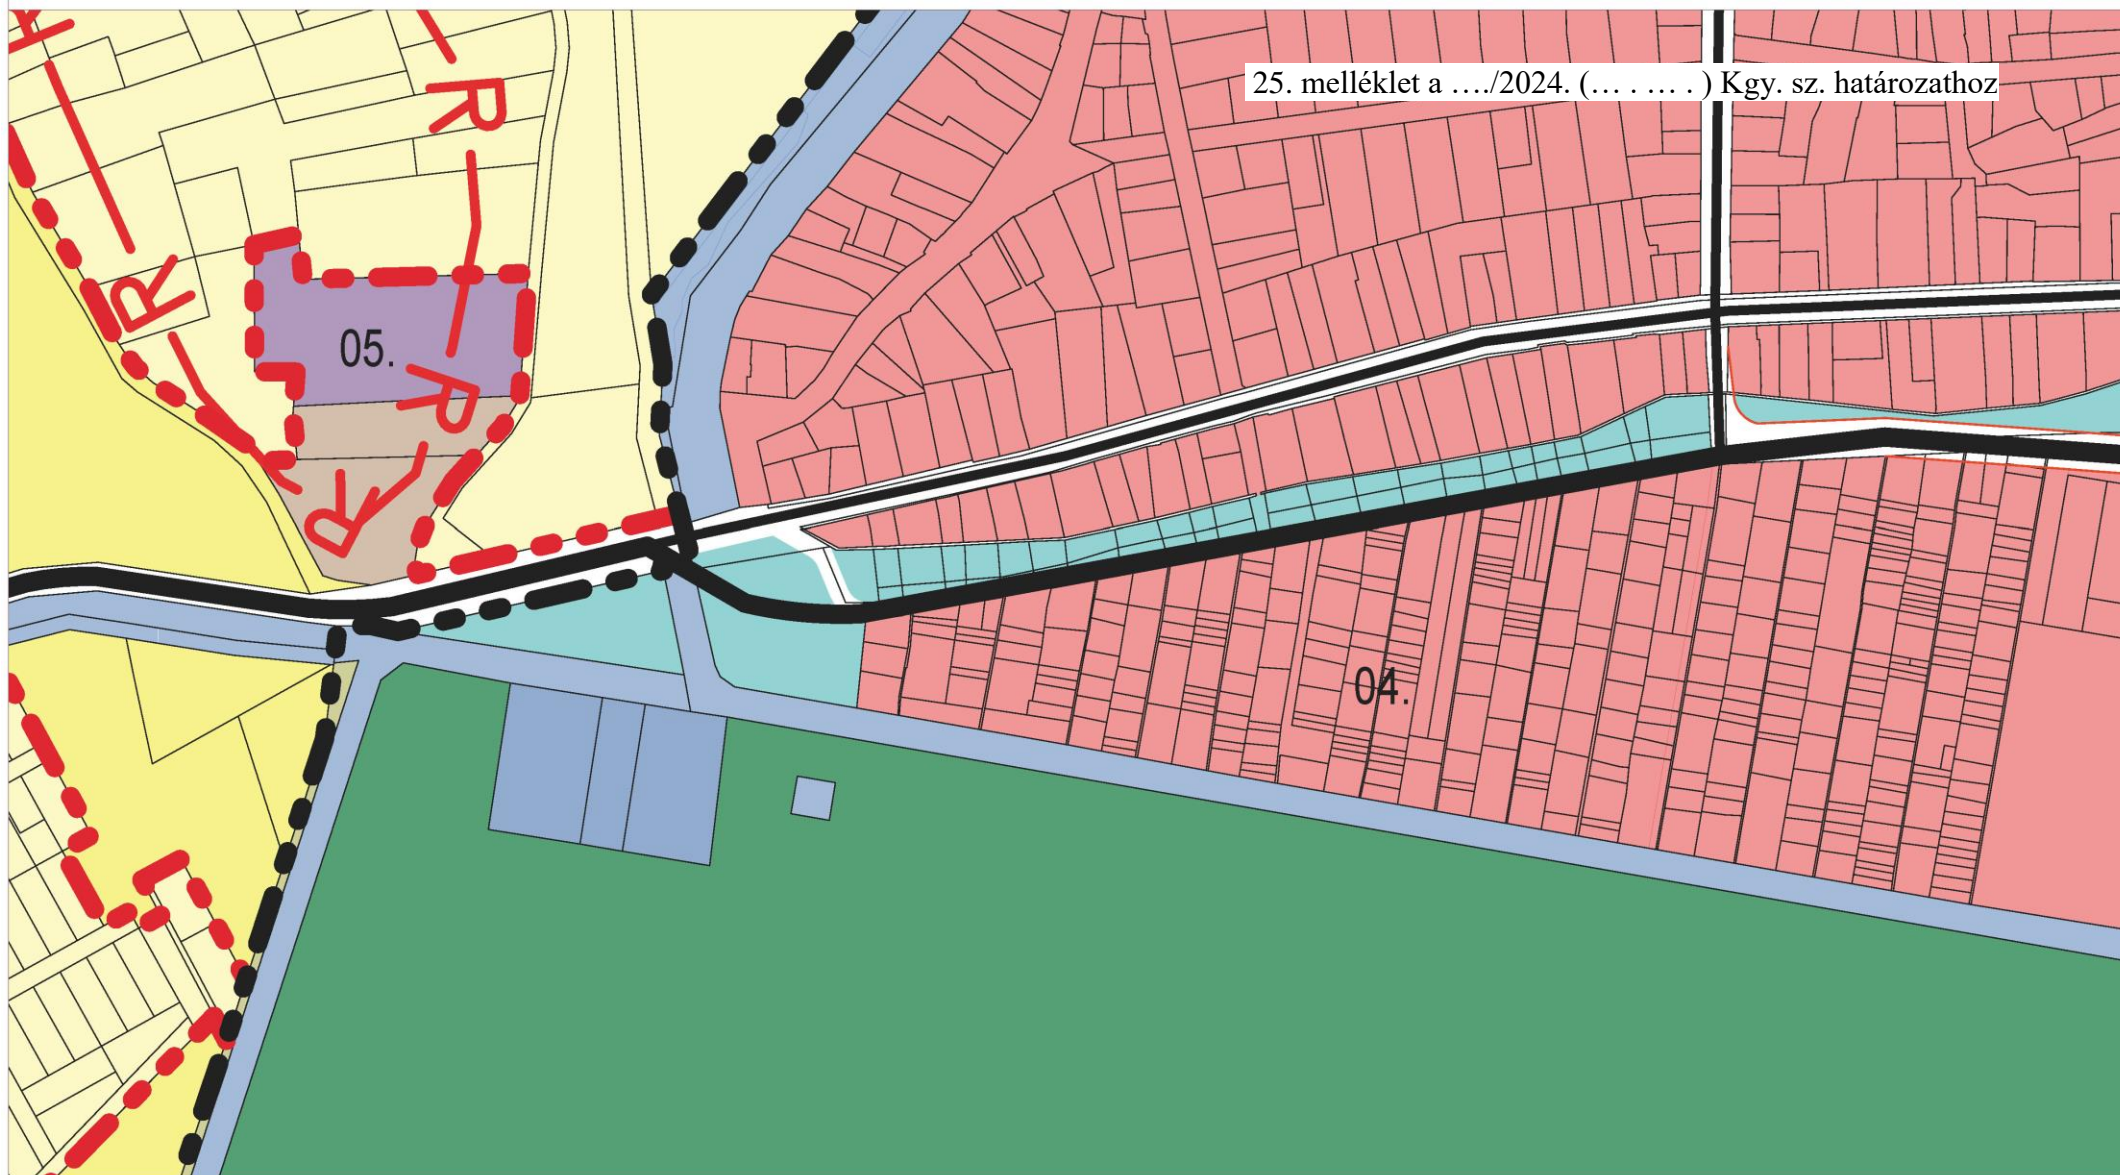 25. melléklet a …./2024. (… . … . ) Kgy. sz. határozathoz
R
R
05.
R
R
04.